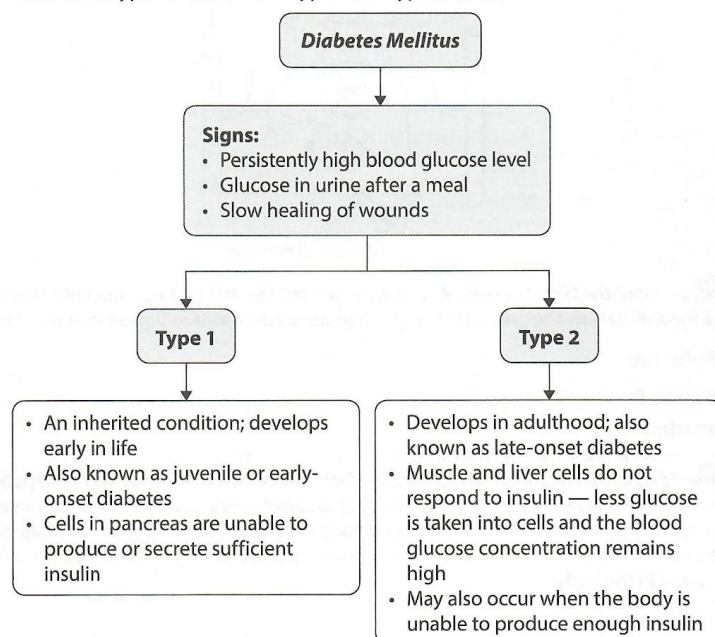 Diabetes Mellitus
Signs:
• Persistently high blood glucose level
• Glucose in urine after a meal
• Slow healing of wounds
Type 1
Type 2
• An inherited condition; develops
early in life
• Also known as juvenile or early-
onset diabetes
• Cells in pancreas are unable to
produce or secrete sufficient
insulin
• Develops in adulthood; also
known as late-onset diabetes
• Muscle and liver cells do not
respond to insulin — less glucose
is taken into cells and the blood
glucose concentration remains
high
• May also occur when the body is
unable to produce enough insulin